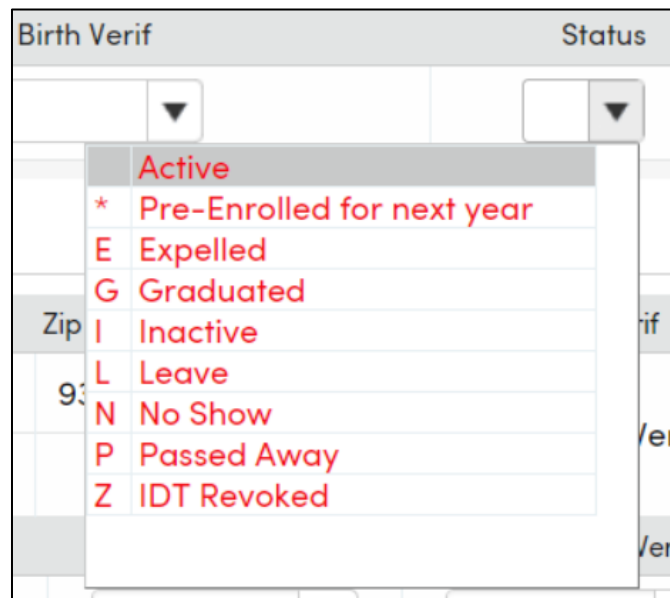 Birth Verif Status
Active
* Pre-Enrolled for next year
E Expelled
G Graduated
I Inactive
Zip
L Leave
93
N No Show
P Passed Away
Z IDT Revoked